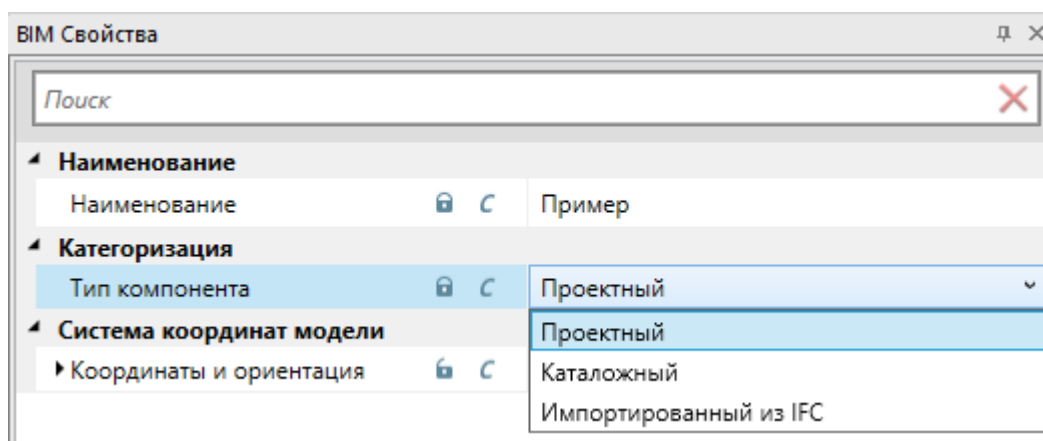 BIM Свойства
Поиск
Наименование
Наименование C Пример
Категоризация
Тип компонента C Проектный
Система координат модели Проектный
Координаты и ориентация C Каталожный
Импортированный из IFC